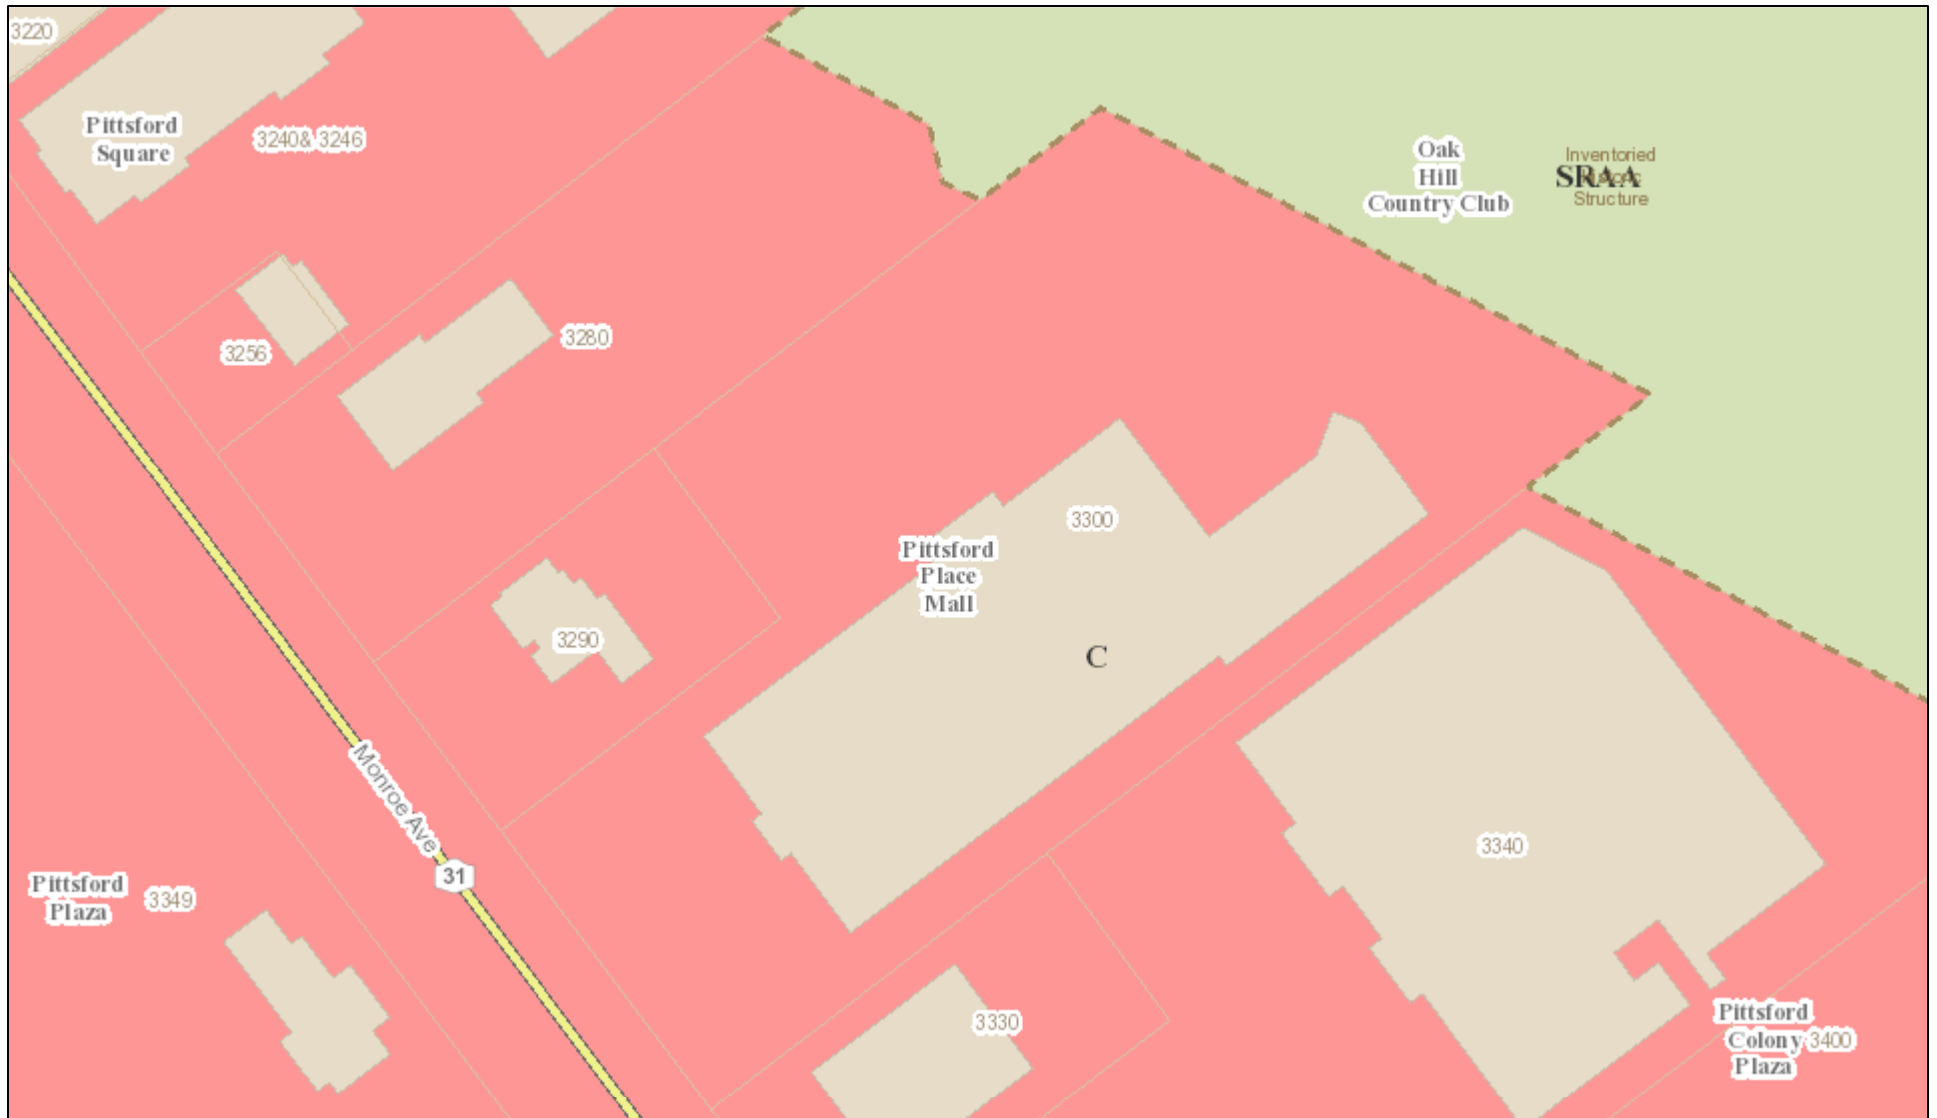 3220
Pittsford
Square
3240& 3246
Oak
Hill
Country Club
Inventoried
SRAA
Structure
3256
3280
3300
Pittsford
Place
Mall
3290
C
Monroe Ave
31
3340
Pittsford
Plaza
3349
3330
Pittsford
Colony
Plaza
3400